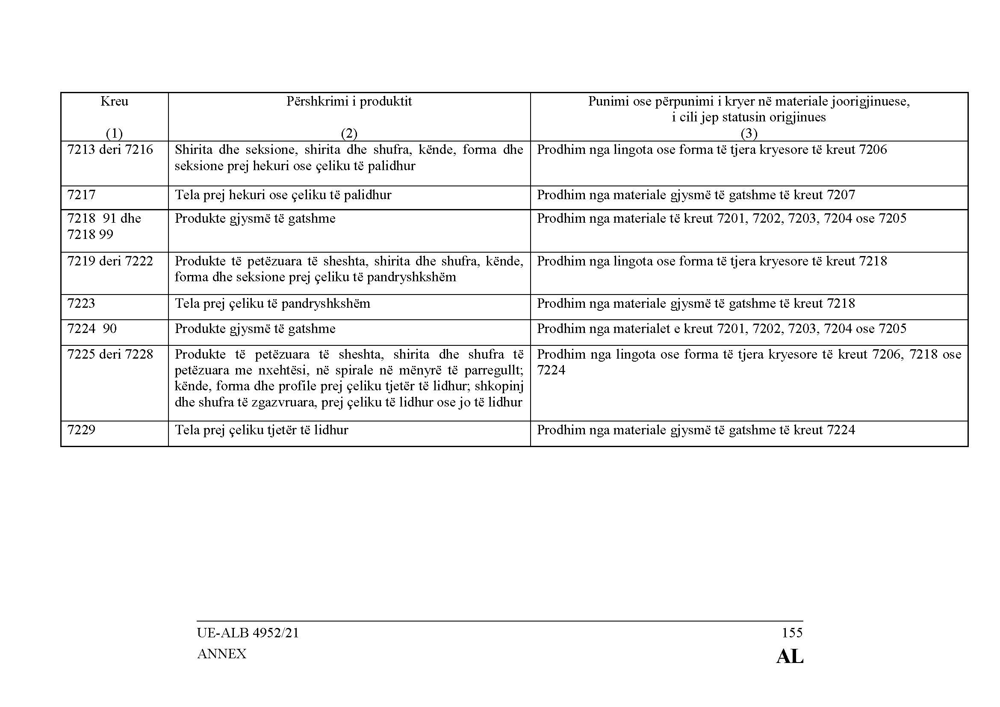 Kreu
(1)
Përshkrimi i produktit
(2)
Punimi ose përpunimi i kryer në materiale joorigjinuese,
i cili jep statusin origjinues
(3)
7213 deri 7216
Shirita dhe seksione, shirita dhe shufra, kënde, forma dhe
seksione prej hekuri ose çeliku të palidhur
Prodhim nga lingota ose forma të tjera kryesore të kreut 7206
7217
Tela prej hekuri ose çeliku të palidhur
Prodhim nga materiale gjysmë të gatshme të kreut 7207
7218 91 dhe
7218 99
Produkte gjysmë të gatshme
Prodhim nga materiale të kreut 7201, 7202, 7203, 7204 ose 7205
7219 deri 7222
Produkte të petëzuara të sheshta, shirita dhe shufra, kënde,
forma dhe seksione prej çeliku të pandryshkshëm
Prodhim nga lingota ose forma të tjera kryesore të kreut 7218
7223
Tela prej çeliku të pandryshkshëm
Prodhim nga materiale gjysmë të gatshme të kreut 7218
7224 90
Produkte gjysmë të gatshme
Prodhim nga materialet e kreut 7201, 7202, 7203, 7204 ose 7205
7225 deri 7228
Produkte të petëzuara të sheshta, shirita dhe shufra të
petëzuara me nxehtësi, në spirale në mënyrë të parregullt;
kënde, forma dhe profile prej çeliku tjetër të lidhur; shkopinj
dhe shufra të zgazvruara, prej çeliku të lidhur ose jo të lidhur
Prodhim nga lingota ose forma të tjera kryesore të kreut 7206, 7218 ose
7224
7229
Tela prej çeliku tjetër të lidhur
Prodhim nga materiale gjysmë të gatshme të kreut 7224
UE-ALB 4952/21
155
ANNEX
AL